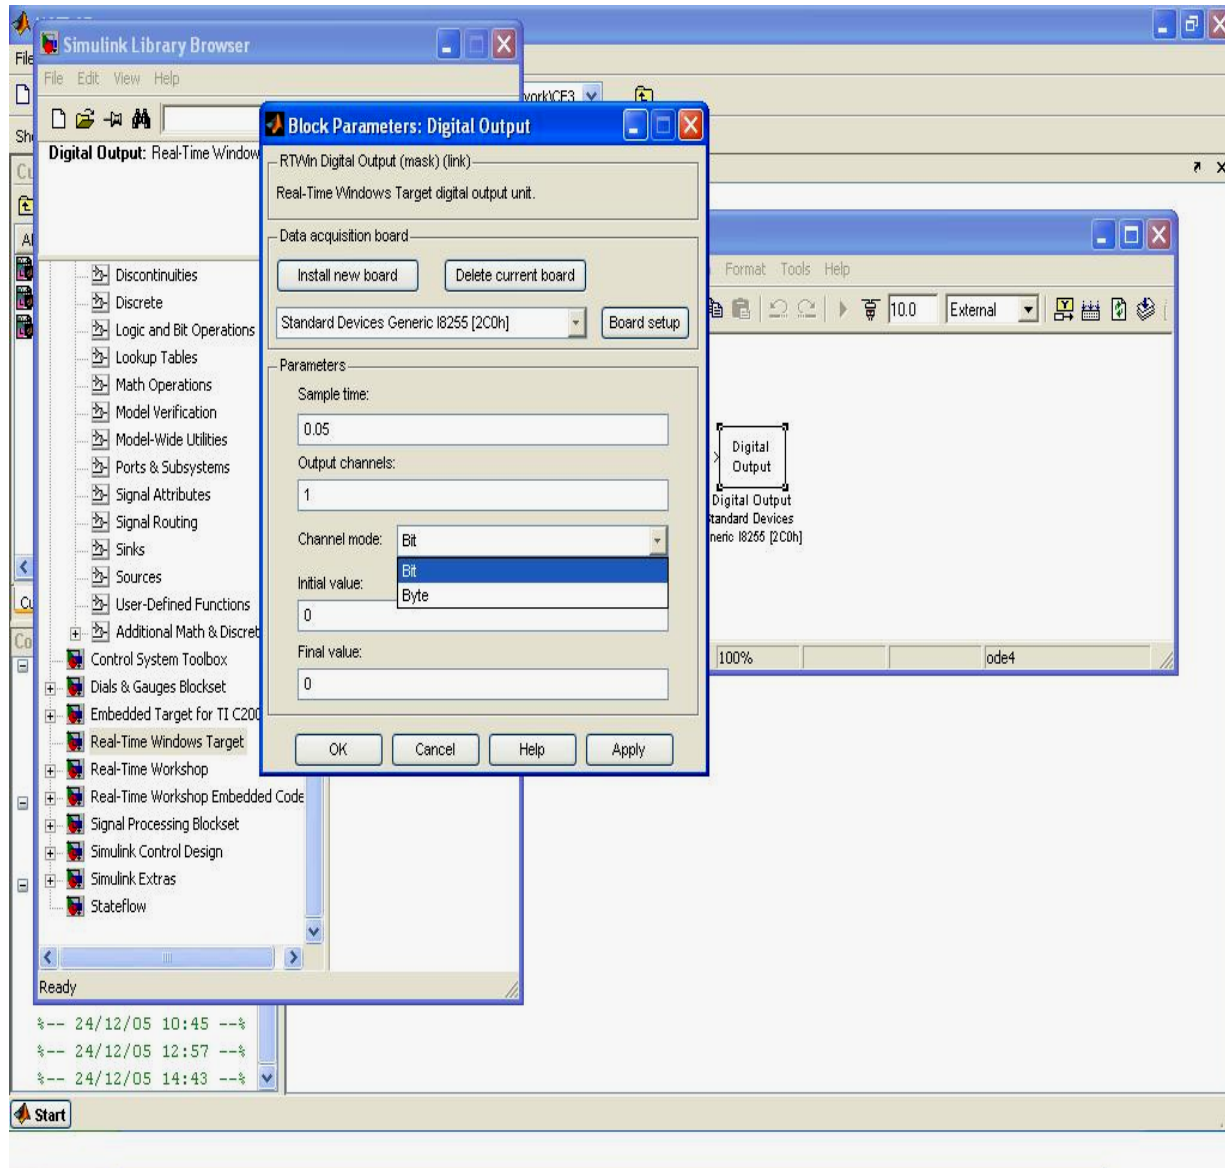 Simulink Library Browser
File
File Edit View Help
work\CF3
Digital Output: Real-Time Window
Block Parameters: Digital Output
RTWin Digital Output (mask) (link)
Real-Time Windows Target digital output unit.
Data acquisition board
Install new board
Delete current board
Standard Devices Generic I8255 [2C0h]
Board setup
Parameters
Sample time:
0.05
Output channels:
1
Channel mode:
Bit
Bit
Byte
Initial value:
0
Final value:
0
OK
Cancel
Help
Apply
Discontinuities
Discrete
Logic and Bit Operations
Lookup Tables
Math Operations
Model Verification
Model-Wide Utilities
Ports & Subsystems
Signal Attributes
Signal Routing
Sinks
Sources
User-Defined Functions
Additional Math & Discret
Control System Toolbox
Dials & Gauges Blockset
Embedded Target for TI C200
Real-Time Windows Target
Real-Time Workshop
Real-Time Workshop Embedded Code
Signal Processing Blockset
Simulink Control Design
Simulink Extras
Stateflow
Ready
Format Tools Help
10.0
External
Digital
Output
Digital Output
Standard Devices
neric I8255 [2C0h]
100%
ode4
%-- 24/12/05 10:45 --%
%-- 24/12/05 12:57 --%
%-- 24/12/05 14:43 --%
Start